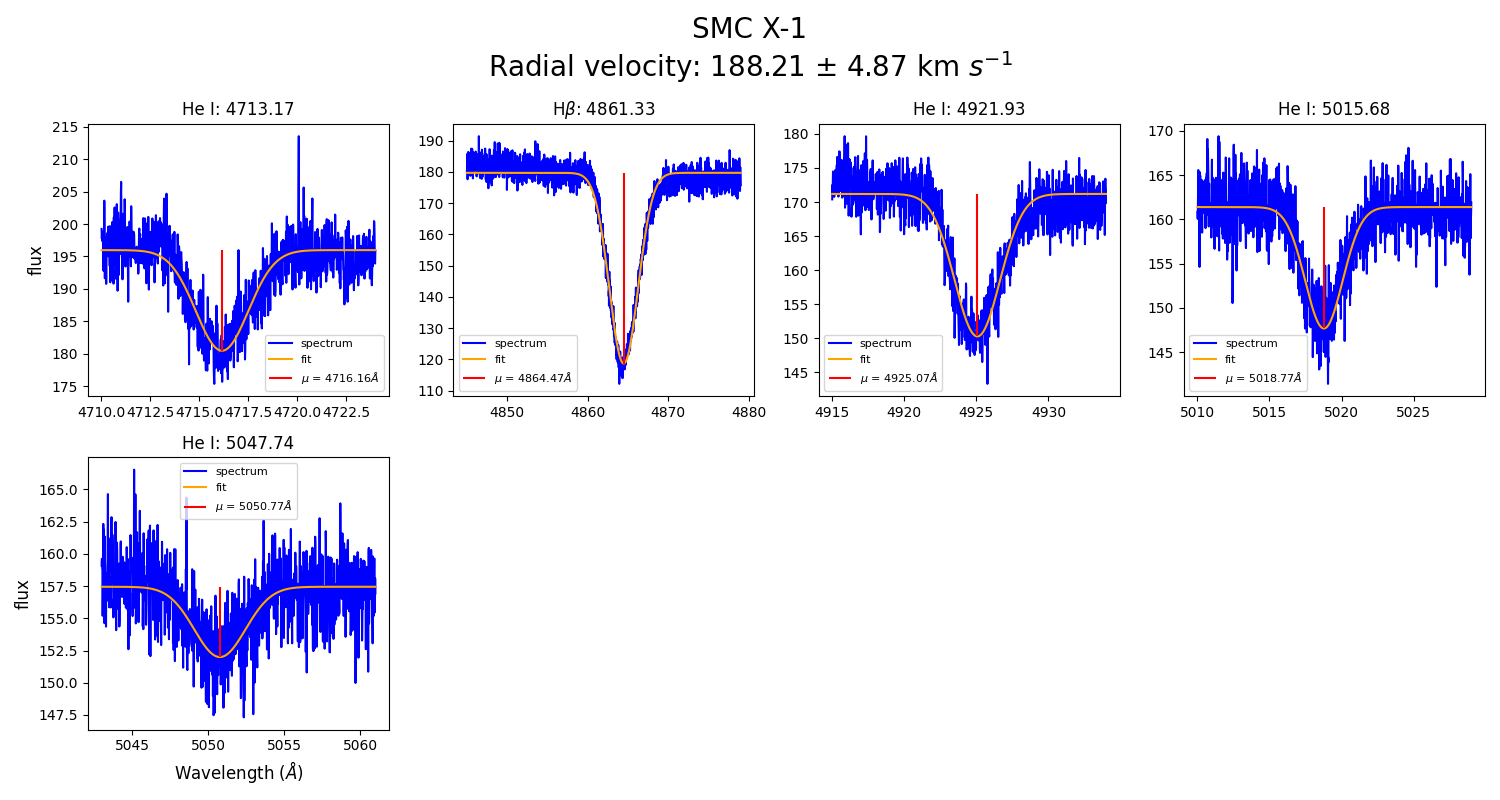 SMC X-1
Radial velocity: 188.21 ± 4.87 km s⁻¹
He I: 4713.17
215
210
205
200
195
190
185
180
175
flux
4710.0 4712.5 4715.0 4717.5 4720.0 4722.5
spectrum
fit
μ = 4716.16Å
Hβ: 4861.33
190
180
170
160
150
140
130
120
110
4850 4860 4870 4880
spectrum
fit
μ = 4864.47Å
He I: 4921.93
180
175
170
165
160
155
150
145
4915 4920 4925 4930
spectrum
fit
μ = 4925.07Å
He I: 5015.68
170
165
160
155
150
145
5010 5015 5020 5025
spectrum
fit
μ = 5018.77Å
He I: 5047.74
spectrum
fit
μ = 5050.77Å
165.0
162.5
160.0
157.5
155.0
152.5
150.0
147.5
flux
5045 5050 5055 5060
Wavelength (Å)